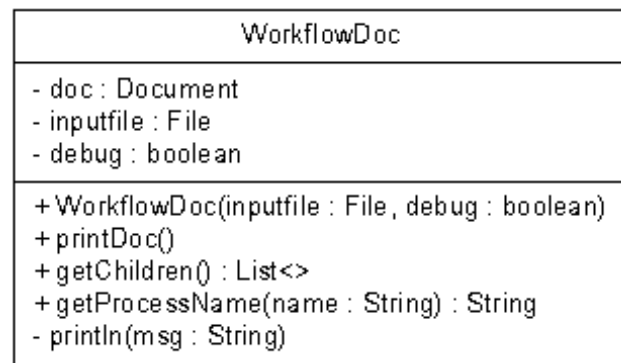 WorkflowDoc
- doc : Document
- inputfile : File
- debug : boolean
+ WorkflowDoc(inputfile : File, debug : boolean)
+ printDoc()
+ getChildren() : List<>
+ getProcessName(name : String) : String
- println(msg : String)